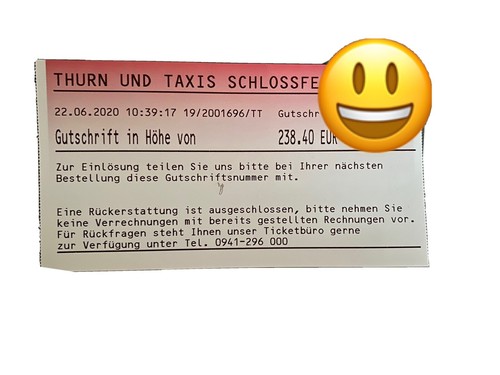 THURN UND TAXIS SCHLOSSFE
22.06.2020 10:39:17 19/2001696/TT Gutschr
Gutschrift in Höhe von 238.40 EUR
Zur Einlösung teilen Sie uns bitte bei Ihrer nächsten
Bestellung diese Gutschriftsnummer mit.
Eine Rückerstattung ist ausgeschlossen, bitte nehmen Sie
keine Verrechnungen mit bereits gestellten Rechnungen vor.
Für Rückfragen steht Ihnen unser Ticketbüro gerne
zur Verfügung unter Tel. 0941-296 000